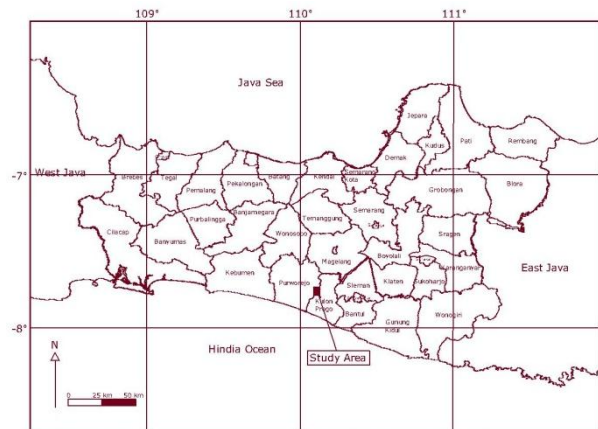 109°
110°
111°
Java Sea
Jepara
Kudus
Pati
Rembang
Demak
West Java
-7°
Brebes
Tegal
Pemalang
Pekalongan
Batang
Kendal
Semarang
Kota
Grobongan
Blora
Purbalingga
Banjarnegara
Temanggung
Semarang
Cilacap
Banyumas
Wonosobo
Sragen
Boyolali
Magelang
Karanganyar
East Java
Kebumen
Purworejo
Sleman
Klaten
Sukoharjo
Kulon
Progo
Bantul
Wonogiri
Gunung
Kidul
-8°
Hindia Ocean
Study Area
N
0
25 km
50 km